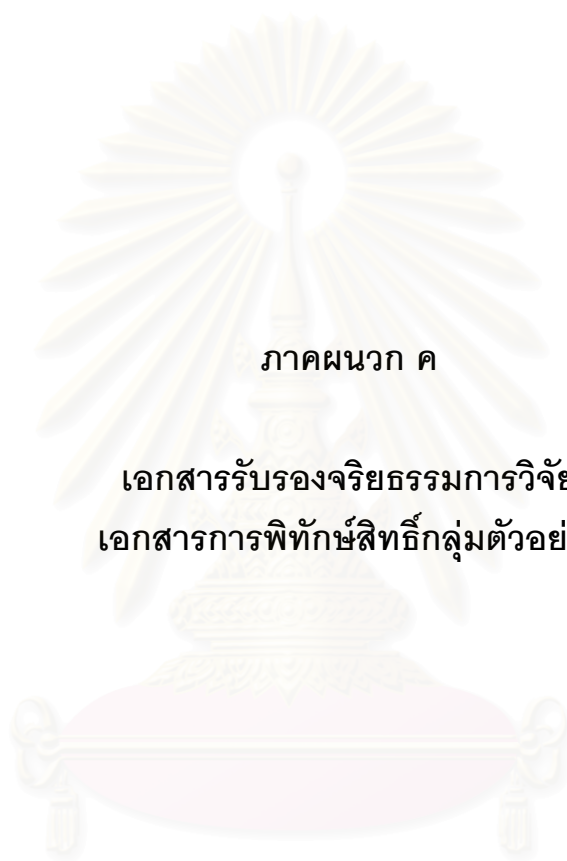 ภาคผนวก ค
เอกสารรับรองจริยธรรมการวิจัย
เอกสารการพิทักษ์สิทธิ์กลุ่มตัวอย่